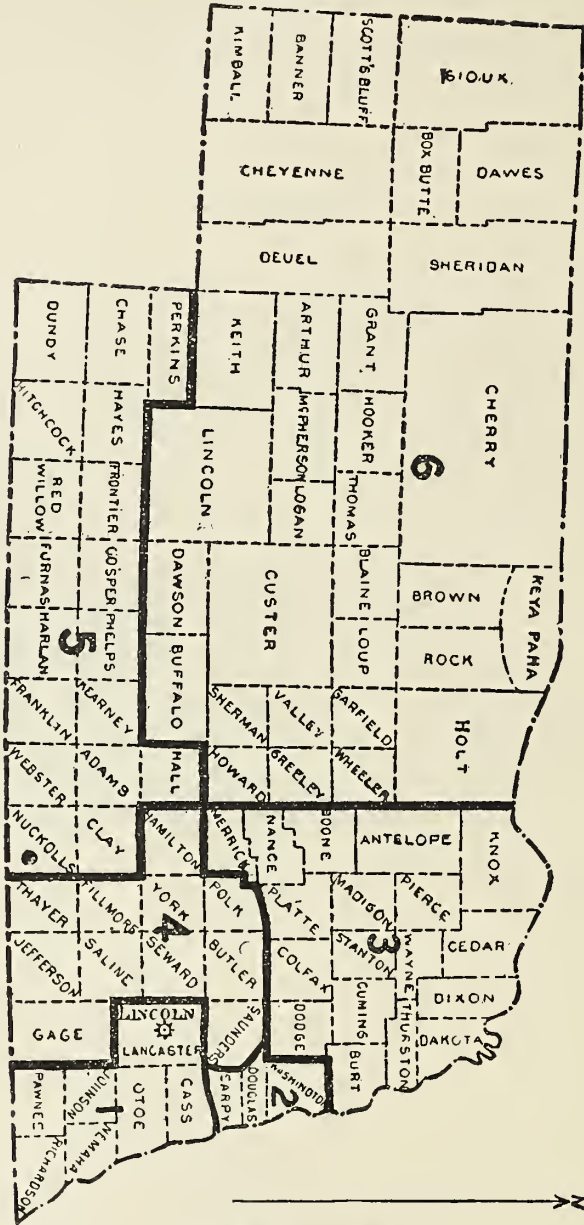 SIOUX
SCOTT'S BLUFF
BANNER
KIMBALL
DAWES
BOX BUTTE
CHEYENNE
SHERIDAN
DEUEL
CHERRY
6
GRANT
HOOKER
THOMAS
ARTHUR
McPHERSON
LOGAN
KEITH
LINCOLN
KEYA PAHA
BROWN
ROCK
HOLT
BLAINE
LOUP
GARFIELD
WHEELER
CUSTER
VALLEY
GREELEY
SHERMAN
HOWARD
DAWSON
BUFFALO
HALL
PERKINS
CHASE
DUNDY
HAYES
HITCHCOCK
FRONTIER
RED
WILLOW
GOSPER
FURNAS
PHELPS
HARLAN
5
KEARNEY
FRANKLIN
ADAMS
WEBSTER
CLAY
NUCKOLLS
KNOX
ANTELOPE
BOONE
NANCE
MERRICK
PIERCE
MADISON
PLATTE
CEDAR
WAYNE
STANTON
3
COLFAX
DIXON
DAKOTA
THURSTON
CUMING
BURT
DODGE
WASHINGTON
DOUGLAS
2
SARPY
HAMILTON
YORK
POLK
4
FILLMORE
THAYER
BUTLER
SEWARD
SALINE
JEFFERSON
SAUNDERS
LINCOLN
LANCASTER
GAGE
CASS
OTOE
JOHNSON
1
NEMAHA
PAWNEE
RICHARDSON
N